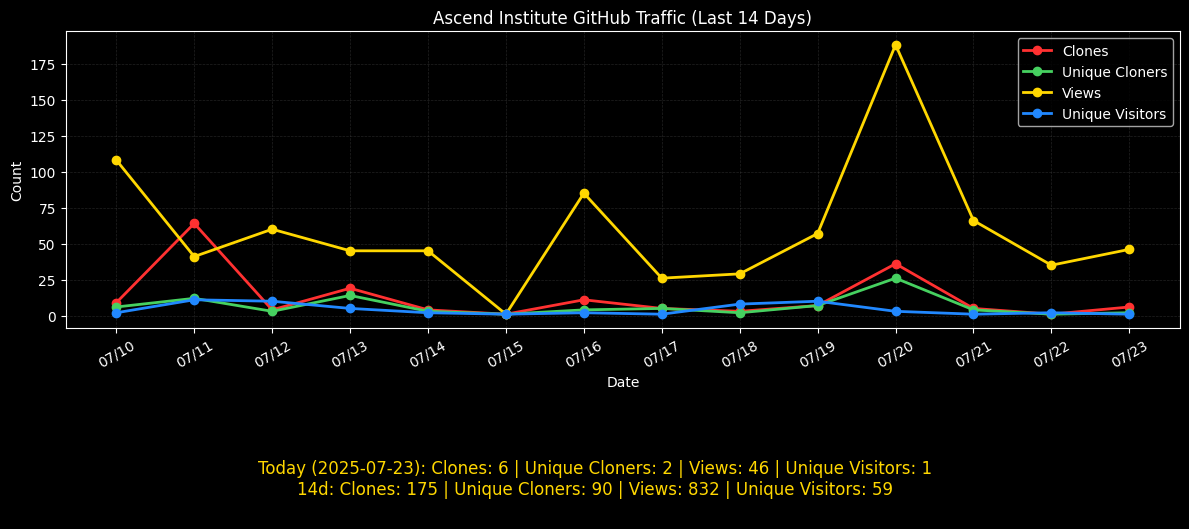 Ascend Institute GitHub Traffic (Last 14 Days)
Clones
Unique Cloners
Views
Unique Visitors
Count
175
150
125
100
75
50
25
0
07/10 07/11 07/12 07/13 07/14 07/15 07/16 07/17 07/18 07/19 07/20 07/21 07/22 07/23
Date
Today (2025-07-23): Clones: 6 | Unique Cloners: 2 | Views: 46 | Unique Visitors: 1
14d: Clones: 175 | Unique Cloners: 90 | Views: 832 | Unique Visitors: 59